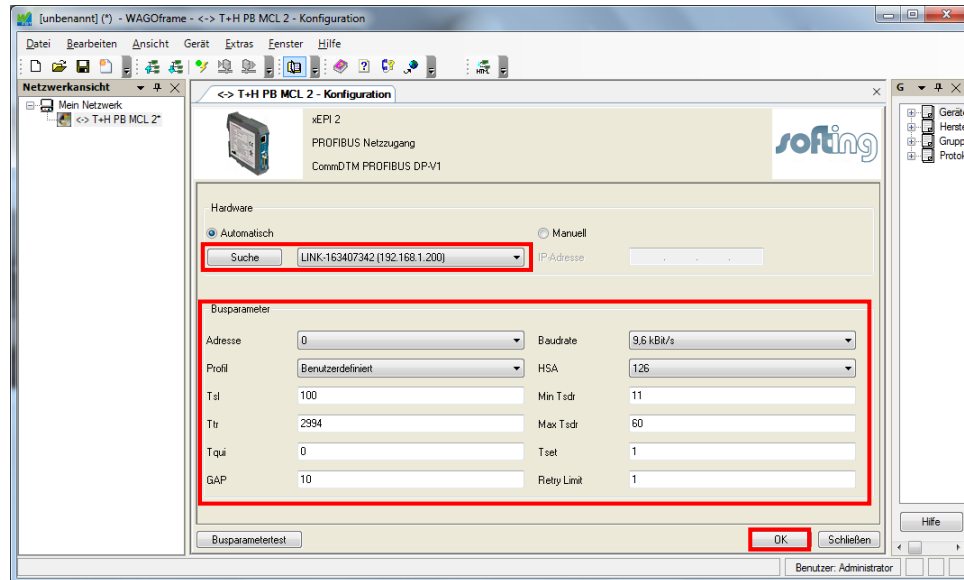 [unbenannt] (*) - WAGOframe - <-> T+H PB MCL 2 - Konfiguration
Datei Bearbeiten Ansicht Gerät Extras Fenster Hilfe
Netzwerkansicht
Mein Netzwerk
<-> T+H PB MCL 2*
<-> T+H PB MCL 2 - Konfiguration
xEPI 2
PROFIBUS Netzzugang
CommDTM PROFIBUS DP-V1
softing
Hardware
Automatisch Manuell
Suche LINK-163407342 (192.168.1.200) IP-Adresse . . .
Busparameter
Adresse 0 Baudrate 9,6 kBit/s
Profil Benutzerdefiniert HSA 126
Tsl 100 Min Tsdr 11
Ttr 2994 Max Tsdr 60
Tqui 0 Tset 1
GAP 10 Retry Limit 1
Busparametertest OK Schließen
G
Geräte
Herste
Grupp
Protok
Hilfe
Benutzer: Administrator